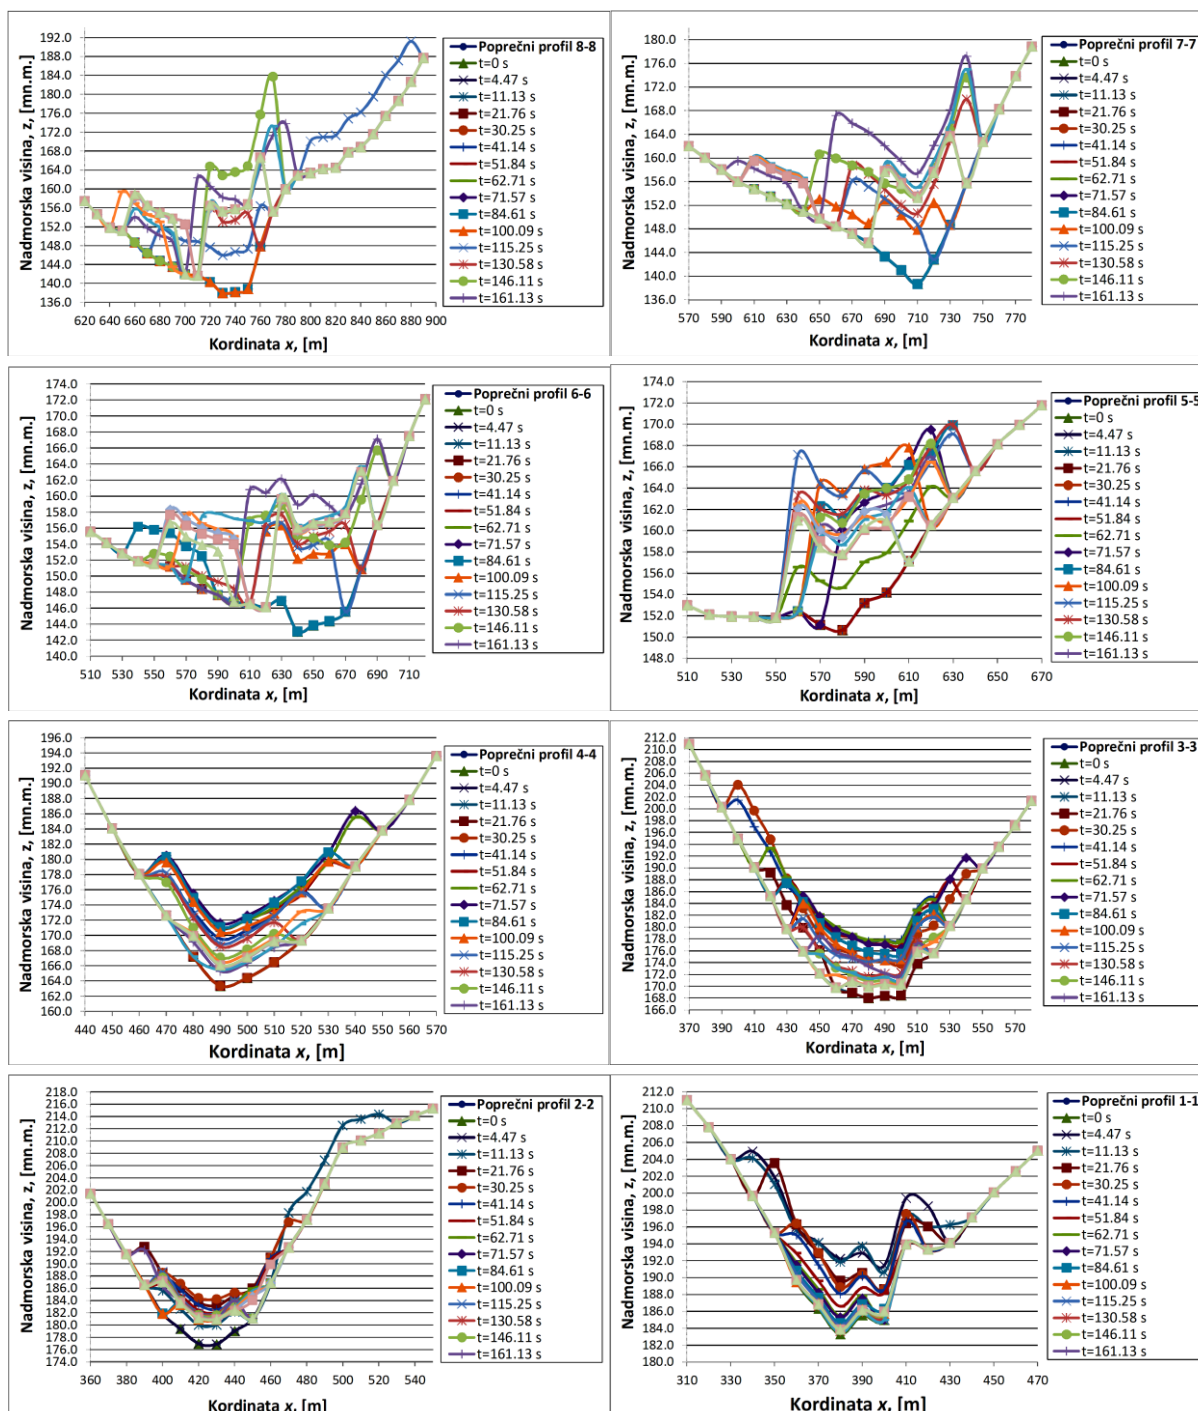 192.0
188.0
184.0
180.0
176.0
172.0
168.0
164.0
160.0
156.0
152.0
148.0
144.0
140.0
136.0
Nadmorska visina, z, [mn.m.]
620 640 660 680 700 720 740 760 780 800 820 840 860 880 900
Kordinata x, [m]
Poprečni profil 8-8
t=0 s
t=4.47 s
t=11.13 s
t=21.76 s
t=30.25 s
t=41.14 s
t=51.84 s
t=62.71 s
t=71.57 s
t=84.61 s
t=100.09 s
t=115.25 s
t=130.58 s
t=146.11 s
t=161.13 s
180.0
176.0
172.0
168.0
164.0
160.0
156.0
152.0
148.0
144.0
140.0
136.0
Nadmorska visina, z, [mn.m.]
570 590 610 630 650 670 690 710 730 750 770
Kordinata x, [m]
Poprečni profil 7-7
t=0 s
t=4.47 s
t=11.13 s
t=21.76 s
t=30.25 s
t=41.14 s
t=51.84 s
t=62.71 s
t=71.57 s
t=84.61 s
t=100.09 s
t=115.25 s
t=130.58 s
t=146.11 s
t=161.13 s
174.0
172.0
170.0
168.0
166.0
164.0
162.0
160.0
158.0
156.0
154.0
152.0
150.0
148.0
146.0
144.0
142.0
140.0
Nadmorska visina, z, [mn.m.]
510 530 550 570 590 610 630 650 670 690 710
Kordinata x, [m]
Poprečni profil 6-6
t=0 s
t=4.47 s
t=11.13 s
t=21.76 s
t=30.25 s
t=41.14 s
t=51.84 s
t=62.71 s
t=71.57 s
t=84.61 s
t=100.09 s
t=115.25 s
t=130.58 s
t=146.11 s
t=161.13 s
174.0
172.0
170.0
168.0
166.0
164.0
162.0
160.0
158.0
156.0
154.0
152.0
150.0
148.0
Nadmorska visina, z, [mn.m.]
510 530 550 570 590 610 630 650 670
Kordinata x, [m]
Poprečni profil 5-5
t=0 s
t=4.47 s
t=11.13 s
t=21.76 s
t=30.25 s
t=41.14 s
t=51.84 s
t=62.71 s
t=71.57 s
t=84.61 s
t=100.09 s
t=115.25 s
t=130.58 s
t=146.11 s
t=161.13 s
196.0
194.0
192.0
190.0
188.0
186.0
184.0
182.0
180.0
178.0
176.0
174.0
172.0
170.0
168.0
166.0
164.0
162.0
160.0
Nadmorska visina, z, [mn.m.]
440 450 460 470 480 490 500 510 520 530 540 550 560 570
Kordinata x, [m]
Poprečni profil 4-4
t=0 s
t=4.47 s
t=11.13 s
t=21.76 s
t=30.25 s
t=41.14 s
t=51.84 s
t=62.71 s
t=71.57 s
t=84.61 s
t=100.09 s
t=115.25 s
t=130.58 s
t=146.11 s
t=161.13 s
212.0
210.0
208.0
206.0
204.0
202.0
200.0
198.0
196.0
194.0
192.0
190.0
188.0
186.0
184.0
182.0
180.0
178.0
176.0
174.0
172.0
170.0
168.0
166.0
Nadmorska visina, z, [mn.m.]
370 390 410 430 450 470 490 510 530 550 570
Kordinata x, [m]
Poprečni profil 3-3
t=0 s
t=4.47 s
t=11.13 s
t=21.76 s
t=30.25 s
t=41.14 s
t=51.84 s
t=62.71 s
t=71.57 s
t=84.61 s
t=100.09 s
t=115.25 s
t=130.58 s
t=146.11 s
t=161.13 s
218.0
216.0
214.0
212.0
210.0
208.0
206.0
204.0
202.0
200.0
198.0
196.0
194.0
192.0
190.0
188.0
186.0
184.0
182.0
180.0
178.0
176.0
174.0
Nadmorska visina, z, [mn.m.]
360 380 400 420 440 460 480 500 520 540
Kordinata x, [m]
Poprečni profil 2-2
t=0 s
t=4.47 s
t=11.13 s
t=21.76 s
t=30.25 s
t=41.14 s
t=51.84 s
t=62.71 s
t=71.57 s
t=84.61 s
t=100.09 s
t=115.25 s
t=130.58 s
t=146.11 s
t=161.13 s
212.0
210.0
208.0
206.0
204.0
202.0
200.0
198.0
196.0
194.0
192.0
190.0
188.0
186.0
184.0
182.0
180.0
Nadmorska visina, z, [mn.m.]
310 330 350 370 390 410 430 450 470
Kordinata x, [m]
Poprečni profil 1-1
t=0 s
t=4.47 s
t=11.13 s
t=21.76 s
t=30.25 s
t=41.14 s
t=51.84 s
t=62.71 s
t=71.57 s
t=84.61 s
t=100.09 s
t=115.25 s
t=130.58 s
t=146.11 s
t=161.13 s